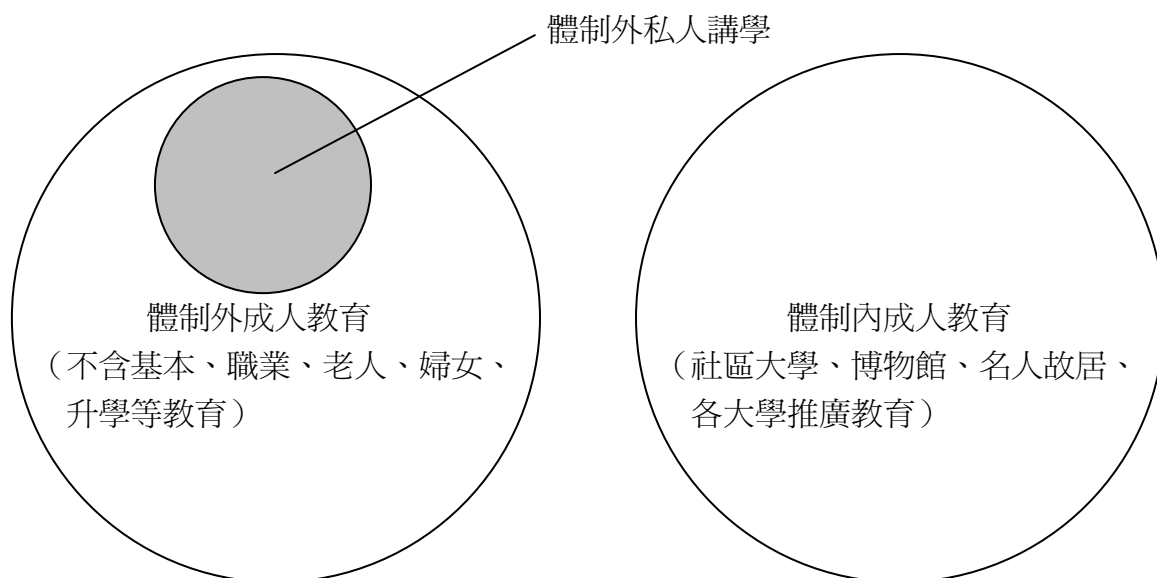 體制外私人講學
體制外成人教育
（不含基本、職業、老人、婦女、
升學等教育）
體制內成人教育
（社區大學、博物館、名人故居、
各大學推廣教育）